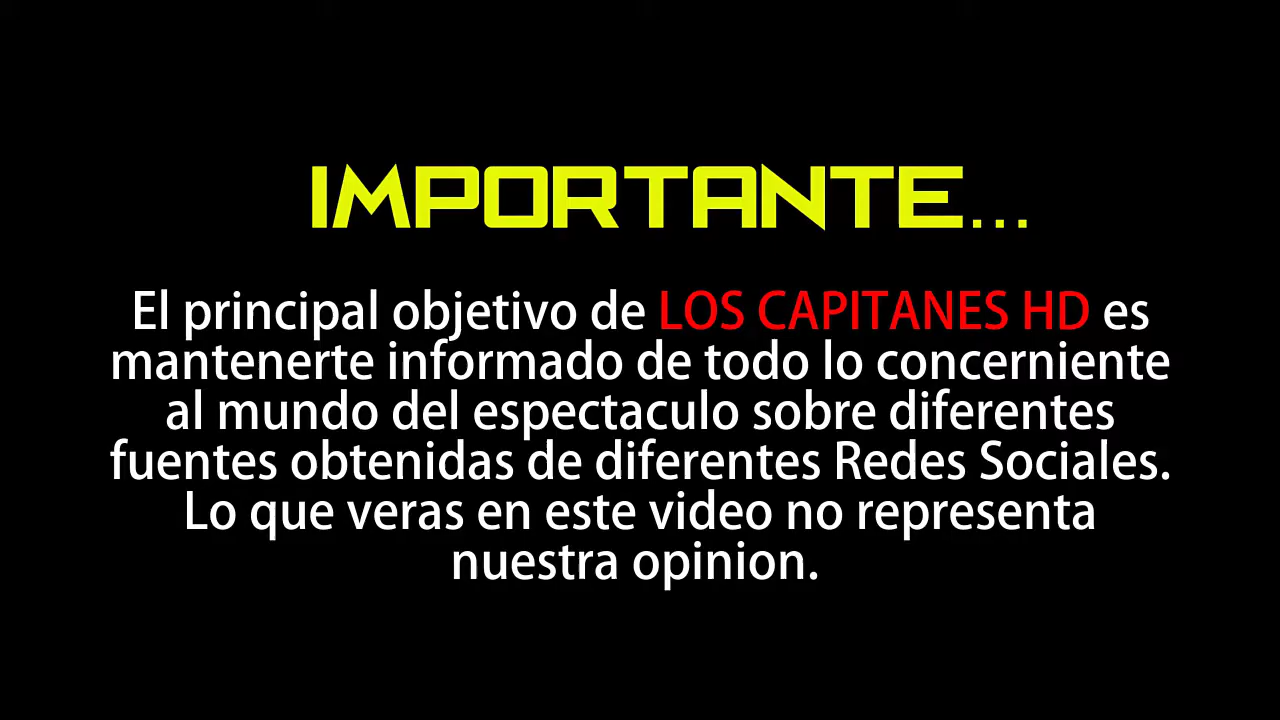 IMPORTANTE...
El principal objetivo de LOS CAPITANES HD es
mantenerte informado de todo lo concerniente
al mundo del espectaculo sobre diferentes
fuentes obtenidas de diferentes Redes Sociales.
Lo que veras en este video no representa
nuestra opinion.